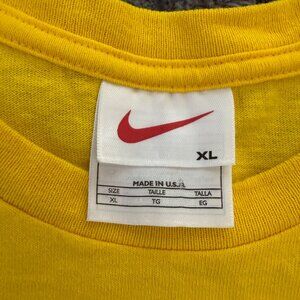 XL
MADE IN U.S.A.
SIZE TAILLE TALLA
XL TG EG